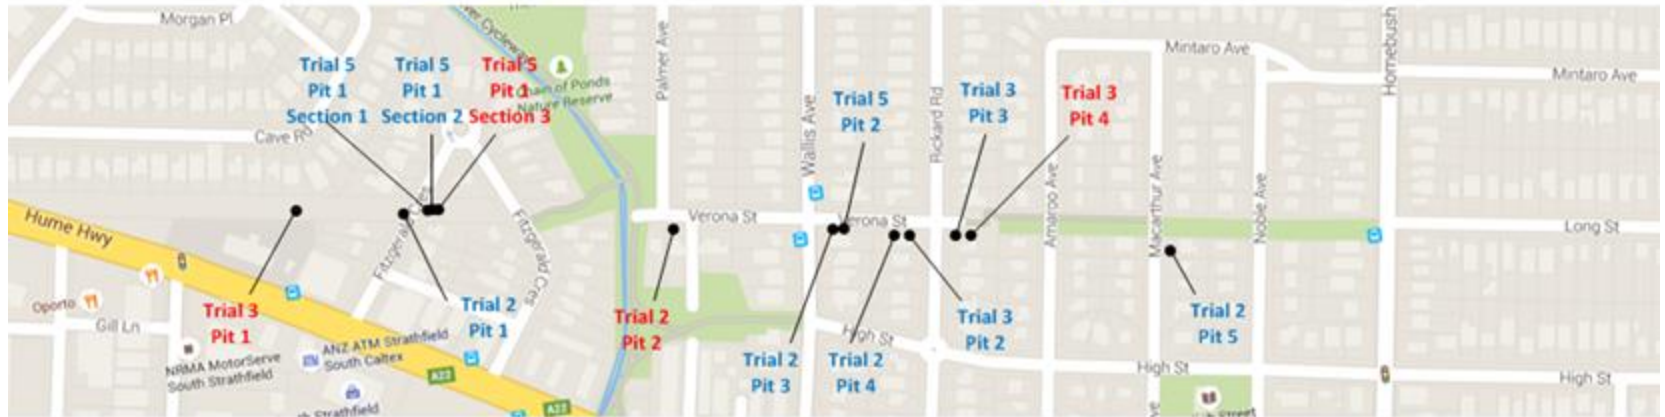 Morgan Pl
er Cycleway
Palmer Ave
Homebush
Mintaro Ave
Mintaro Ave
Trial 5
Pit 1
Section 1
Trial 5
Pit 1
Section 2
Trial 5
Pit 1
Section 3
Chain of Ponds
Nature Reserve
Trial 5
Pit 2
Trial 3
Pit 3
Trial 3
Pit 4
Cave Rd
Wallis Ave
Rickard Rd
Amaroo Ave
Macarthur Ave
Noble Ave
Hume Hwy
Fitzgerald Cres
Fitzgerald Cres
Verona St
Verona St
Long St
Oporto
Gill Ln
Trial 3
Pit 1
Trial 2
Pit 1
Trial 2
Pit 2
Trial 2
Pit 3
Trial 2
Pit 4
Trial 3
Pit 2
Trial 2
Pit 5
NRMA MotorServe
South Strathfield
ANZ ATM Strathfield
South Caltex
A22
A22
High St
High St
High St
h Strathfield
ve
Street